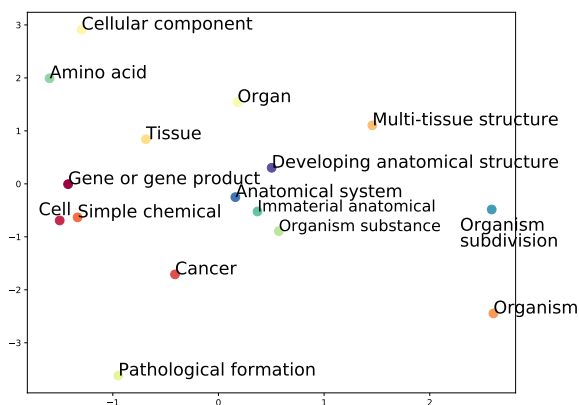 3
Cellular component
2
Amino acid
Organ
1
Multi-tissue structure
Tissue
Developing anatomical structure
0
Gene or gene product
Anatomical system
Cell
Simple chemical
Immaterial anatomical
−1
Organism substance
Organism
subdivision
Cancer
−2
Organism
−3
Pathological formation
−1
0
1
2